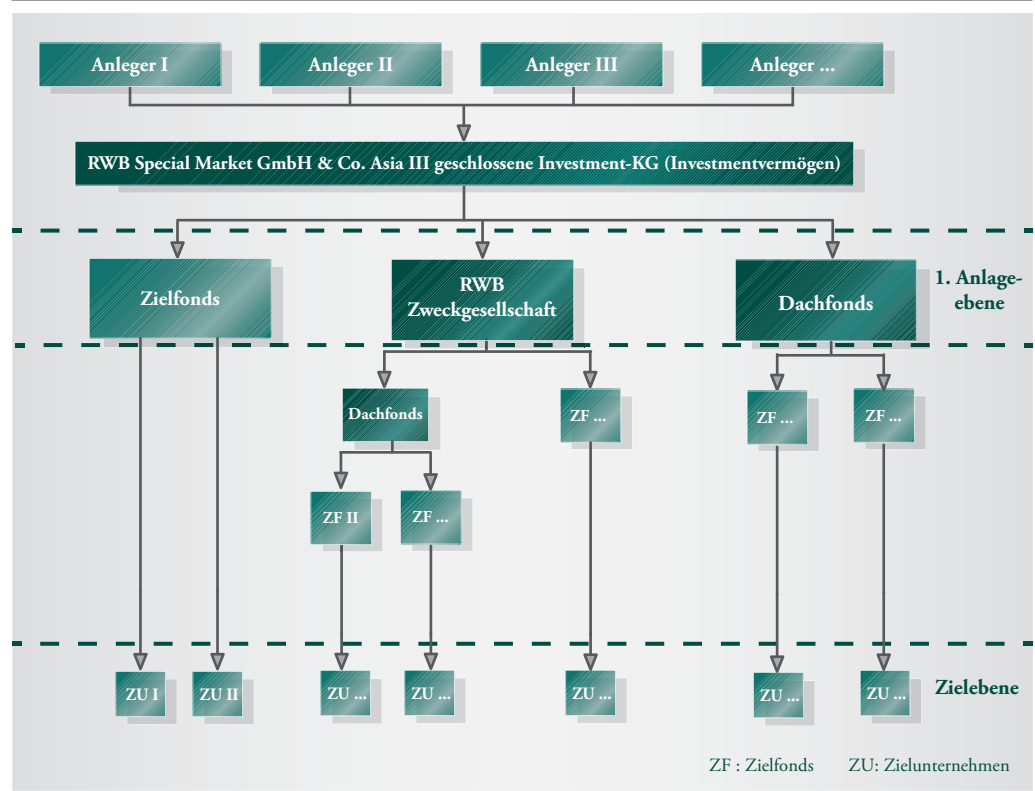 Anleger I
Anleger II
Anleger III
Anleger ...
RWB Special Market GmbH & Co. Asia III geschlossene Investment-KG (Investmentvermögen)
Zielfonds
RWB
Zweckgesellschaft
Dachfonds
1. Anlage-
ebene
Dachfonds
ZF ...
ZF ...
ZF ...
ZF II
ZF ...
ZU I
ZU II
ZU ...
ZU ...
ZU ...
ZU ...
ZU ...
Zielebene
ZF : Zielfonds
ZU: Zielunternehmen